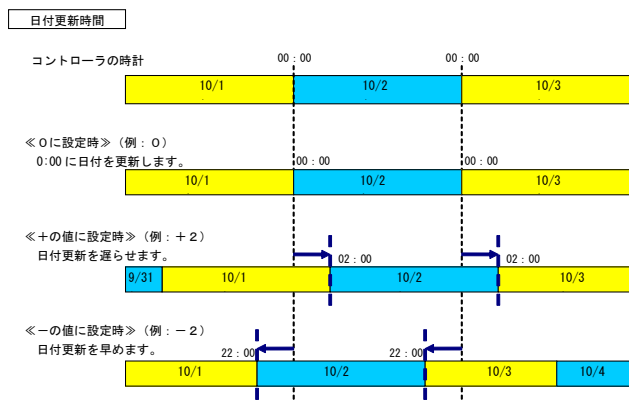 日付更新時間
コントローラの時計
00：00 00：00
10/1 10/2 10/3
≪０に設定時≫（例：０）
0:00に日付を更新します。
00：00 00：00
10/1 10/2 10/3
≪＋の値に設定時≫（例：＋２）
日付更新を遅らせます。
02：00 02：00
9/31 10/1 10/2 10/3
≪－の値に設定時≫（例：－２）
日付更新を早めます。
22：00 22：00
10/1 10/2 10/3 10/4